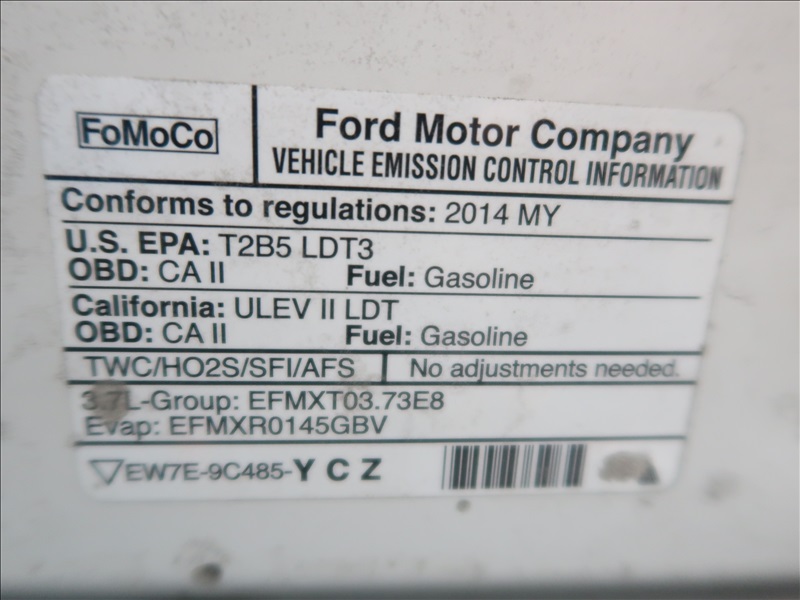 FoMoCo
Ford Motor Company
VEHICLE EMISSION CONTROL INFORMATION
Conforms to regulations: 2014 MY
U.S. EPA: T2B5 LDT3
OBD: CA II Fuel: Gasoline
California: ULEV II LDT
OBD: CA II Fuel: Gasoline
TWC/HO2S/SFI/AFS No adjustments needed.
3.7L-Group: EFMXT03.73E8
Evap: EFMXR0145GBV
EW7E-9C485-Y C Z